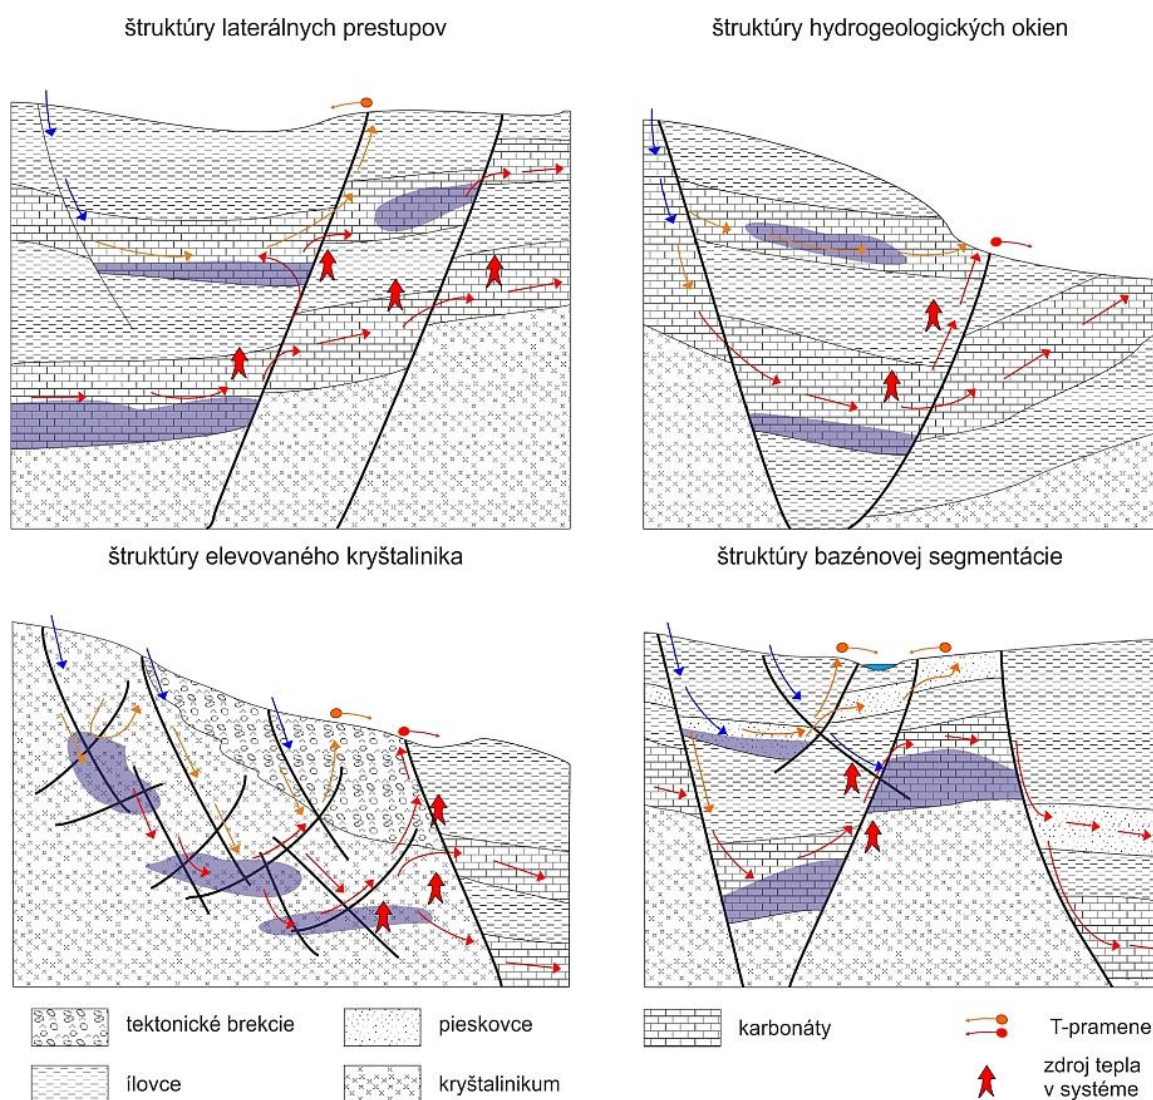 štruktúry laterálnych prestupov
štruktúry hydrogeologických okien
štruktúry elevovaného kryštalinika
štruktúry bazénovej segmentácie
tektonické brekcie
pieskovce
karbonáty
T-pramene
ílovce
kryštalinikum
zdroj tepla
v systéme